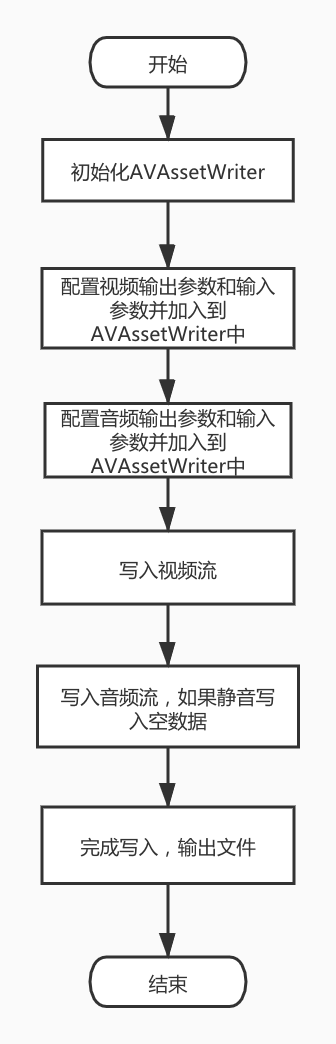 开始
初始化AVAssetWriter
配置视频输出参数和输入
参数并加入到
AVAssetWriter中
配置音频输出参数和输入
参数并加入到
AVAssetWriter中
写入视频流
写入音频流，如果静音写
入空数据
完成写入，输出文件
结束